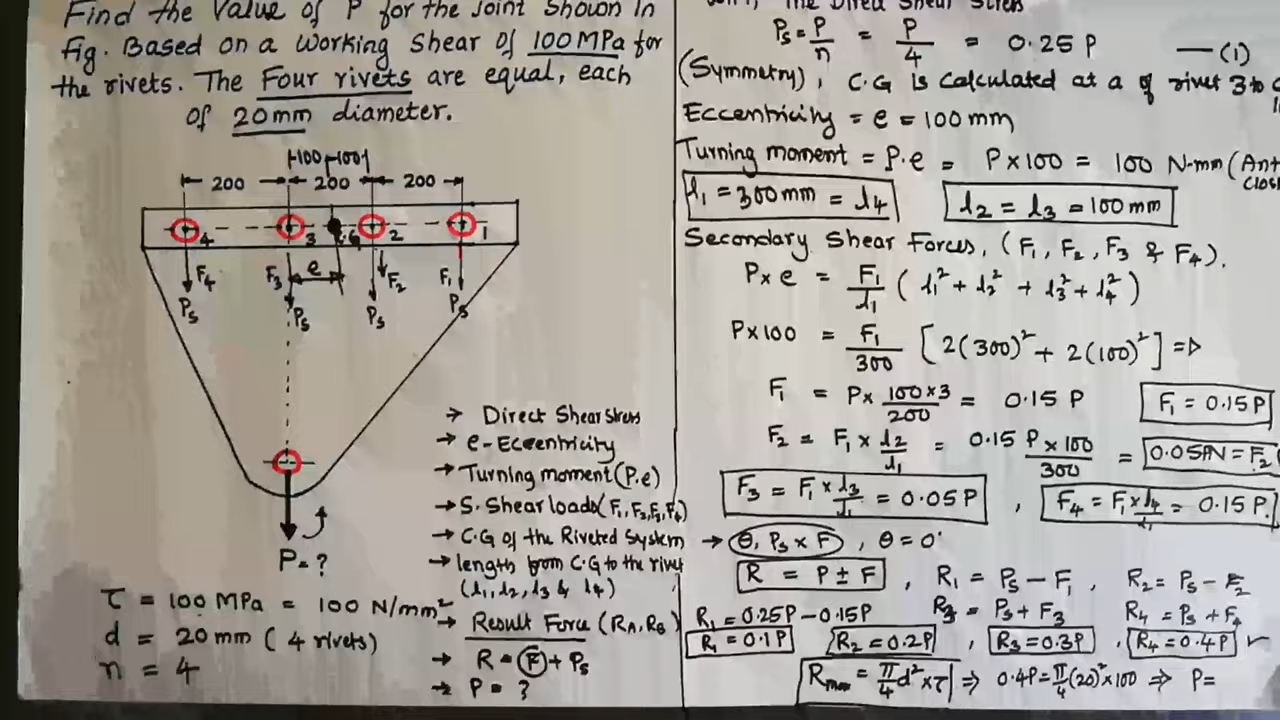 Find the Value of P for the Joint Shown in
Fig. Based on a Working Shear of 100 MPa for
the rivets. The Four rivets are equal, each
of 20mm diameter.
100 100
200 200 200
4 3 C.G 2 1
F4 F3 e F2 F1
Ps Ps Ps Ps
P = ?
τ = 100 MPa = 100 N/mm²
d = 20 mm ( 4 rivets)
n = 4
→ Direct Shear Stress
→ e - Eccentricity
→ Turning moment (P.e)
→ S. Shear loads (F1, F2, F3, F4)
→ C.G of the Riveted System
→ length from C.G to the rivet
(l1, l2, l3 & l4)
→ Result Force (RA, RB)
→ R = F + Ps
→ P = ?
The Direct Shear Stress
Ps = P/n = P/4 = 0.25 P — (1)
(Symmetry), C.G is calculated at a of rivet 3 to
Eccentricity = e = 100 mm
Turning moment = P.e = P x 100 = 100 N-mm (Ant
l1 = 300 mm = l4 l2 = l3 = 100 mm
Secondary Shear Forces, (F1, F2, F3 & F4).
P x e = F1/l1 ( l1² + l2² + l3² + l4² )
P x 100 = F1/300 [ 2(300)² + 2(100)² ] =>
F1 = P x 100x3/200 = 0.15 P F1 = 0.15P
F2 = F1 x l2/l1 = 0.15 P x 100/300 = 0.05PN = F2
F3 = F1 x l3/l1 = 0.05 P , F4 = F1 x l4/l1 = 0.15 P.
→ θ, Ps x F , θ = 0°
R = P ± F , R1 = Ps - F1 , R2 = Ps - F2
R1 = 0.25P - 0.15P R3 = Ps + F3 R4 = Ps + F4
R1 = 0.1P R2 = 0.2P , R3 = 0.3P , R4 = 0.4P ✓
Rmax = π/4 d² x τ => 0.4P = π/4 (20)² x 100 => P =